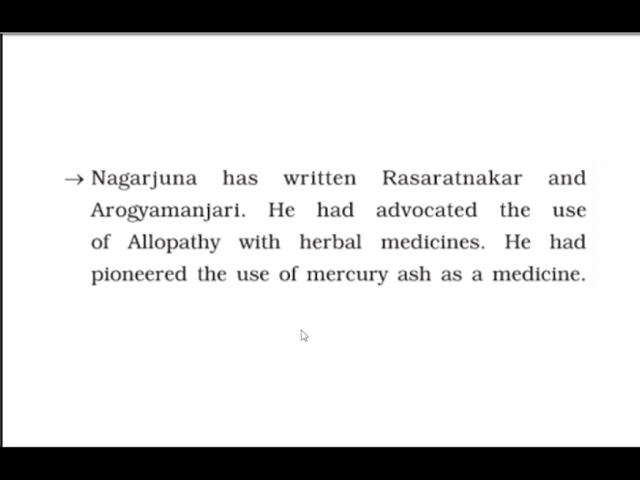 → Nagarjuna has written Rasaratnakar and
Arogyamanjari. He had advocated the use
of Allopathy with herbal medicines. He had
pioneered the use of mercury ash as a medicine.